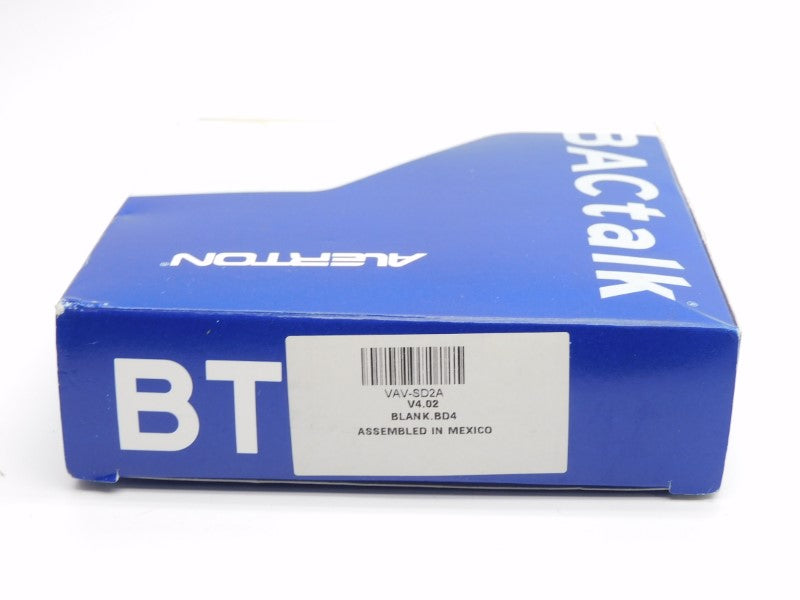 BACtalk®
ALERTON®
BT
VAV-SD2A
V4.02
BLANK.BD4
ASSEMBLED IN MEXICO